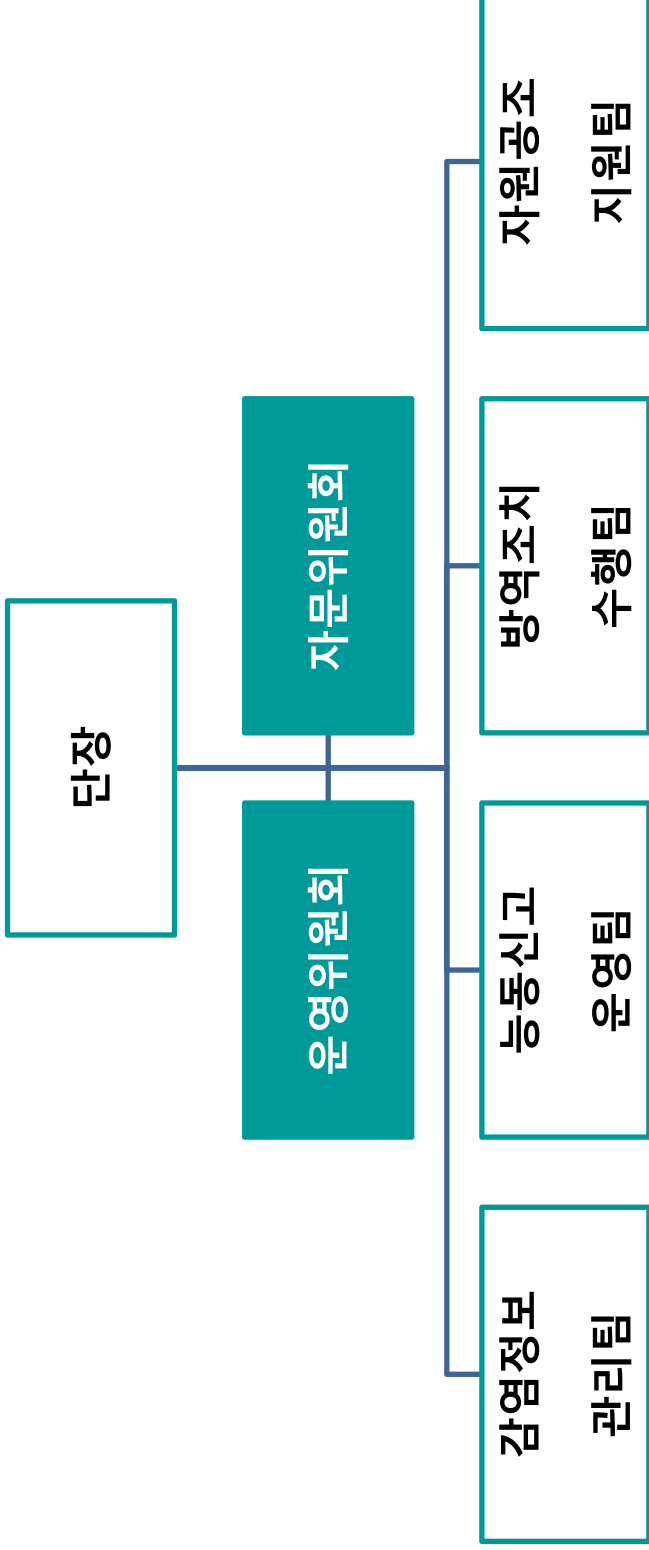 단장
운영위원회
자문위원회
감염정보
관리팀
능동신고
운영팀
방역조치
수행팀
자원공조
지원팀